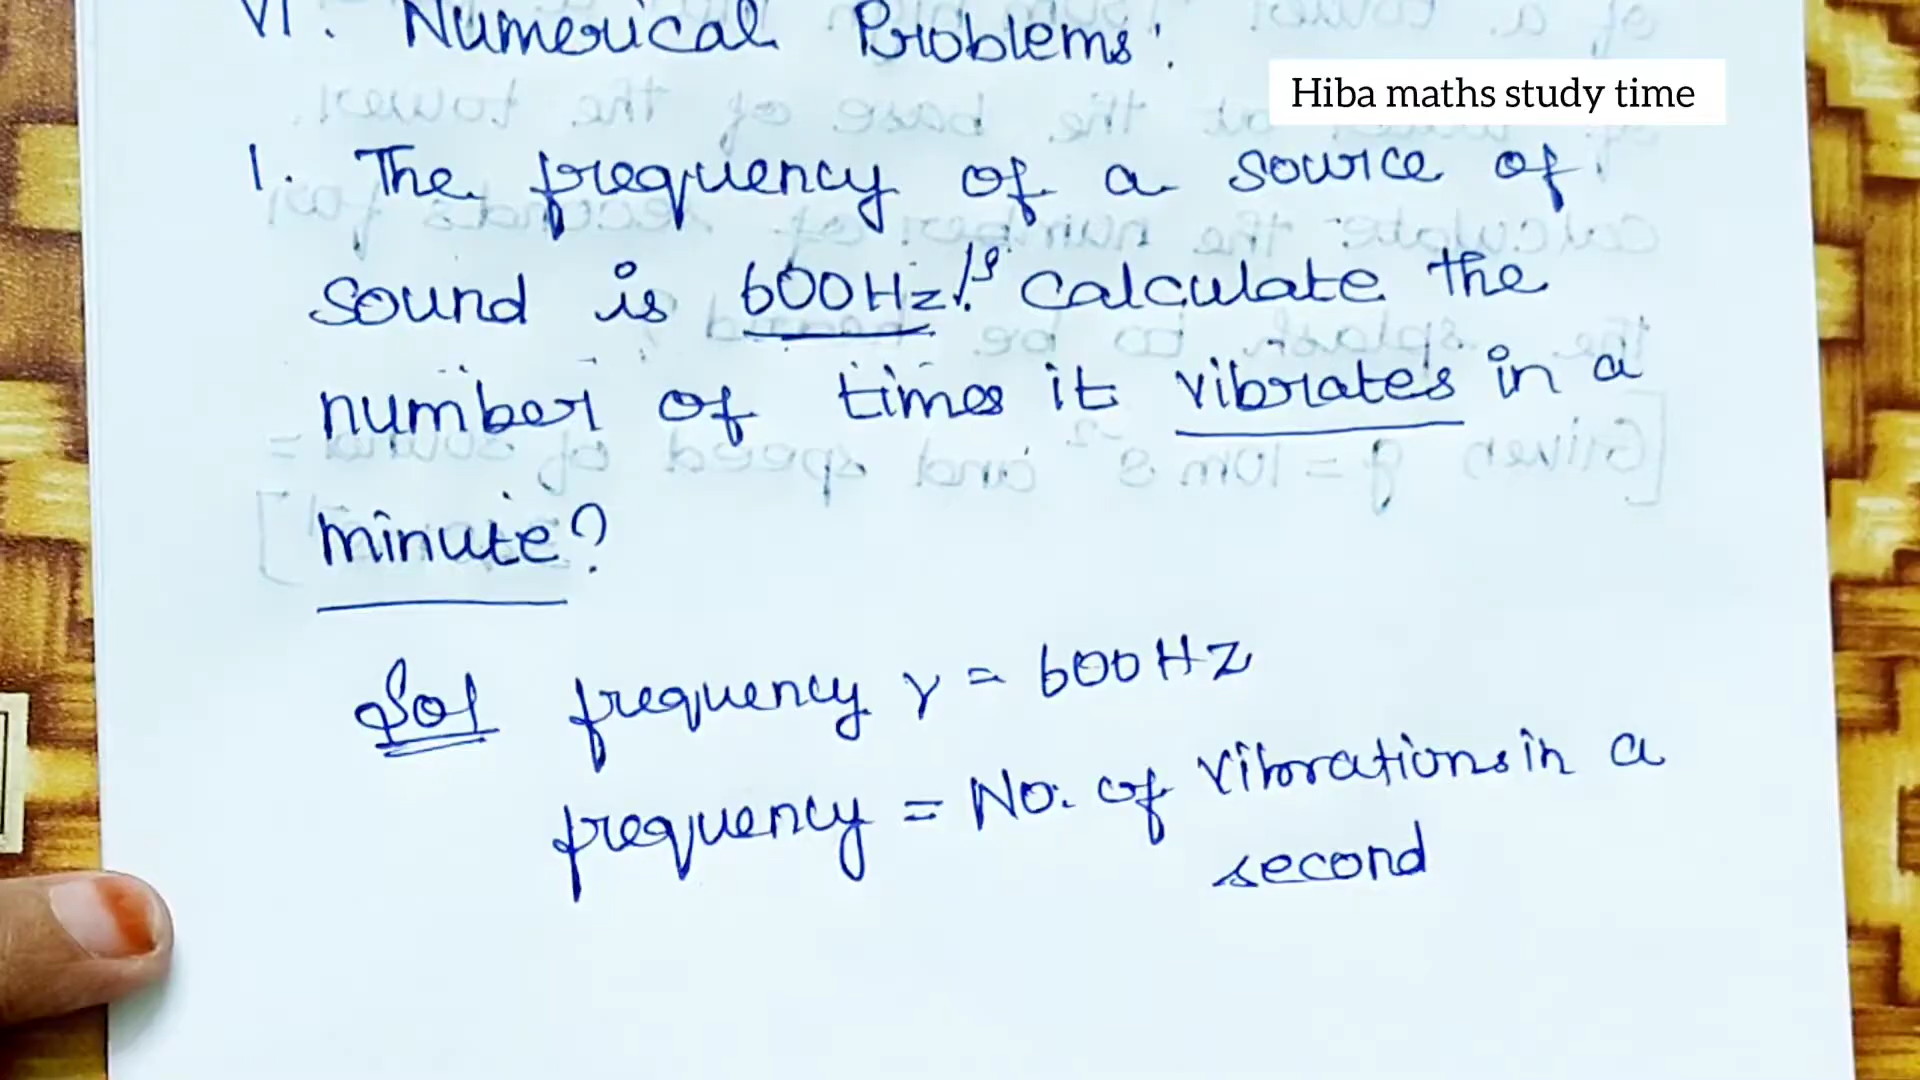 VI. Numerical Problems:
Hiba maths study time
1. The frequency of a source of
sound is 600Hz/s. Calculate the
number of times it vibrates in a
minute?
Sol frequency γ = 600 Hz
frequency = No. of vibrations in a
second